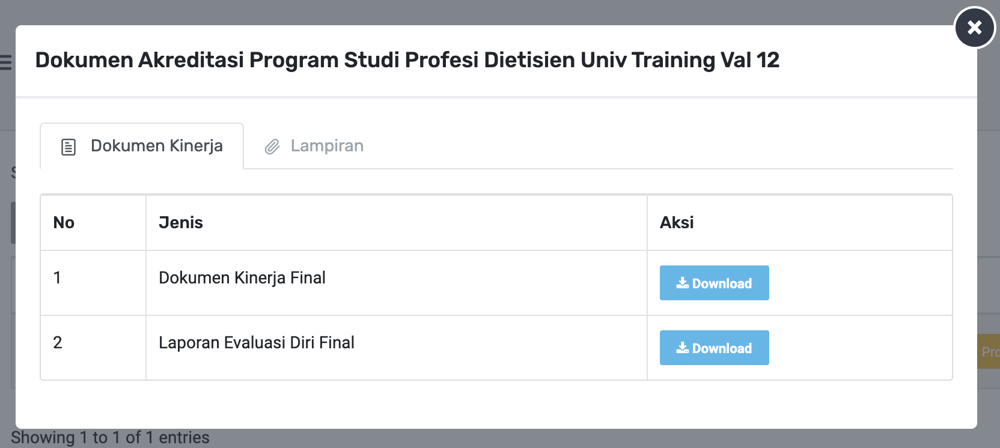 Dokumen Akreditasi Program Studi Profesi Dietisien Univ Training Val 12
Dokumen Kinerja
Lampiran
No Jenis Aksi
1 Dokumen Kinerja Final Download
2 Laporan Evaluasi Diri Final Download
Showing 1 to 1 of 1 entries